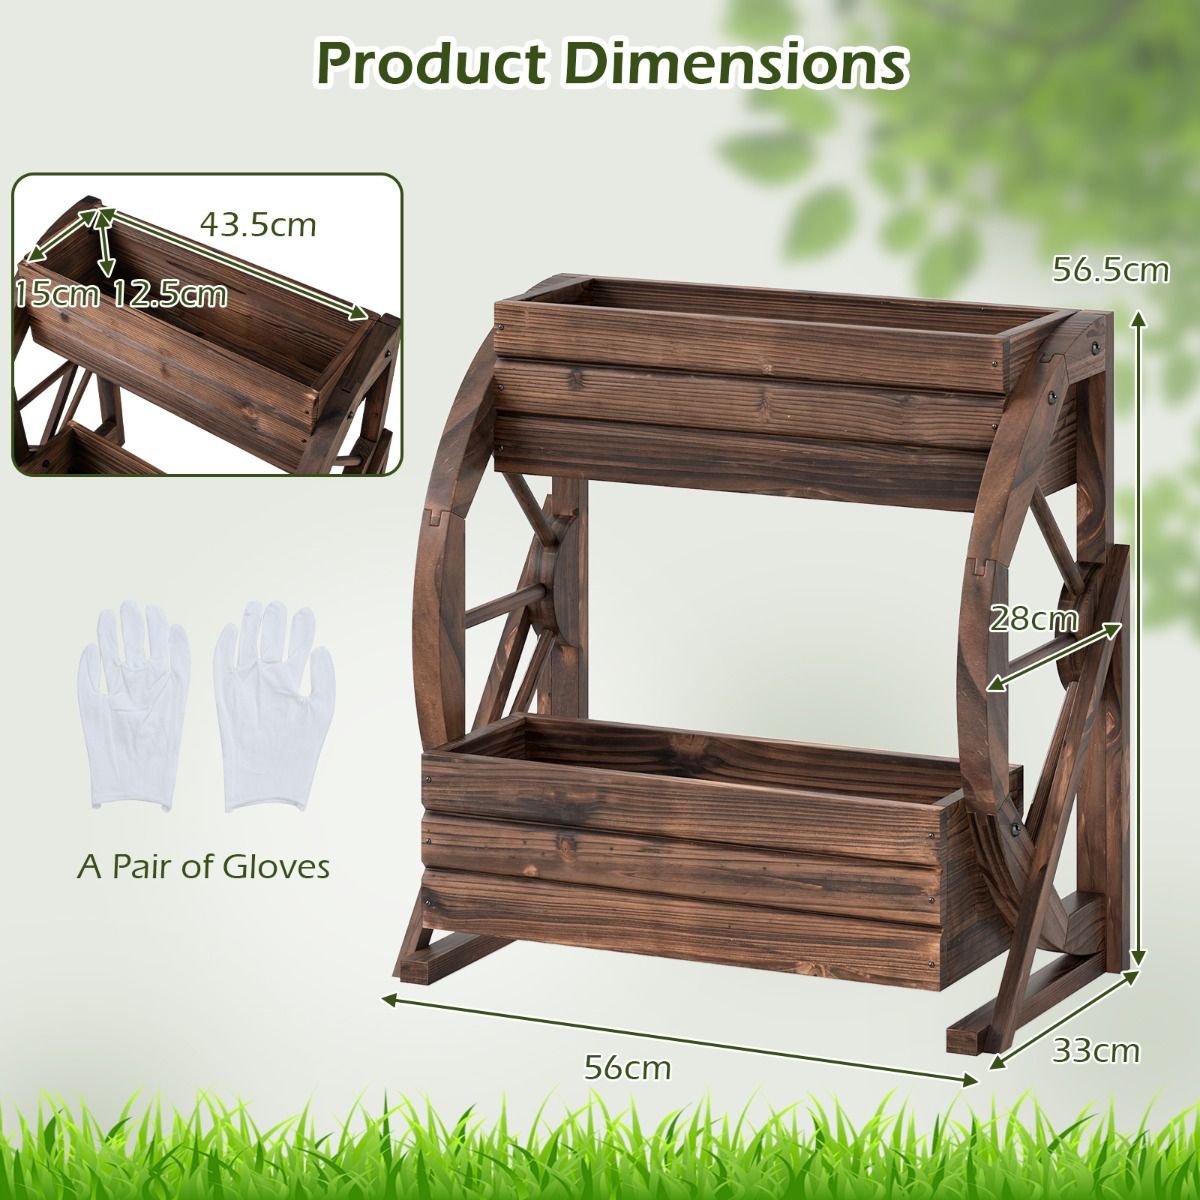 Product Dimensions
43.5cm
15cm
12.5cm
56.5cm
28cm
A Pair of Gloves
56cm
33cm